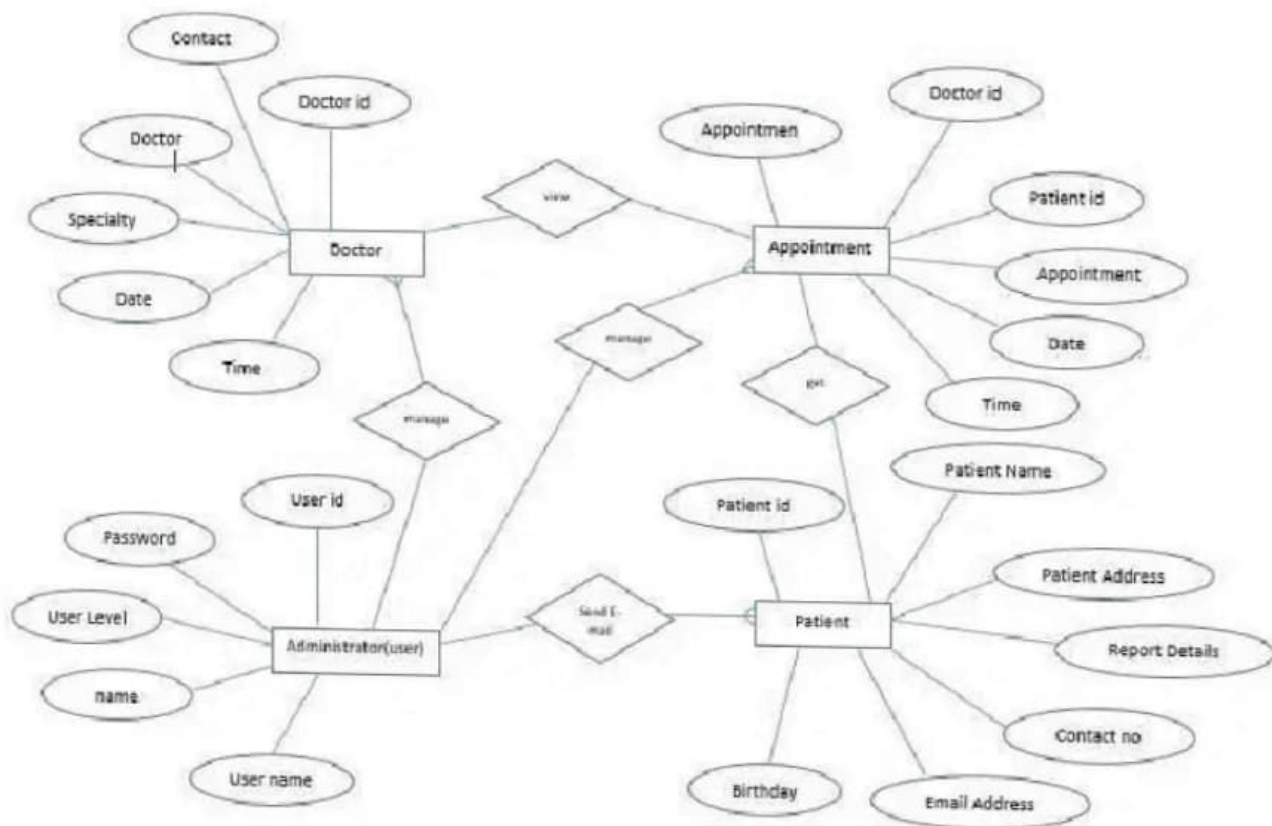 Contact
Doctor id
Doctor
Specialty
Date
Time
Doctor
view
Appointmen
Doctor id
Patient id
Appointment
Date
Time
Appointment
manage
manage
get
User id
Password
User Level
name
User name
Administrator(user)
Send E-
mail
Patient id
Patient Name
Patient Address
Report Details
Contact no
Email Address
Birthday
Patient